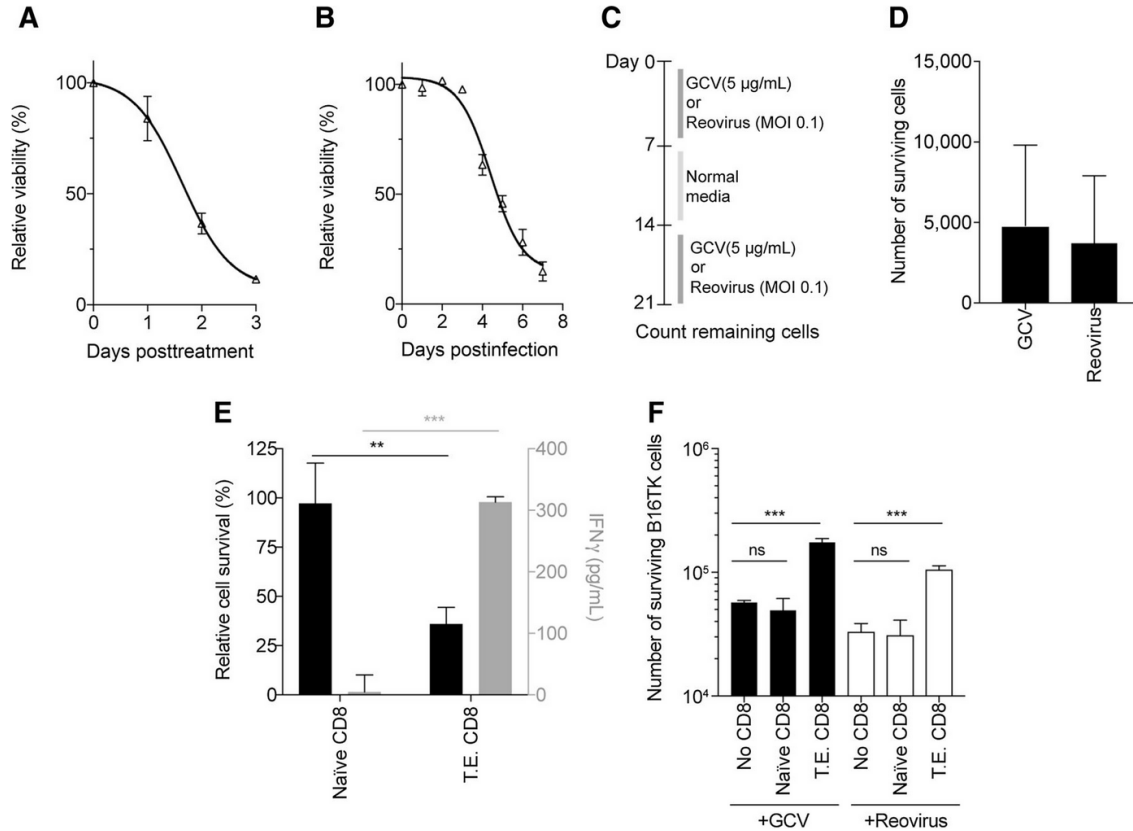 A
Relative viability (%)
100
50
0
0 1 2 3
Days posttreatment
B
Relative viability (%)
100
50
0
0 2 4 6 8
Days postinfection
C
Day 0
GCV(5 µg/mL)
or
Reovirus (MOI 0.1)
7
Normal
media
14
GCV(5 µg/mL)
or
Reovirus (MOI 0.1)
21
Count remaining cells
D
Number of surviving cells
15,000
10,000
5,000
0
GCV
Reovirus
E
Relative cell survival (%)
125
100
75
50
25
0
***
**
400
300
200
100
0
IFNγ (pg/mL)
Naïve CD8
T.E. CD8
F
Number of surviving B16TK cells
10⁶
10⁵
10⁴
*** ***
ns ns
No CD8
Naïve CD8
T.E. CD8
No CD8
Naïve CD8
T.E. CD8
+GCV +Reovirus